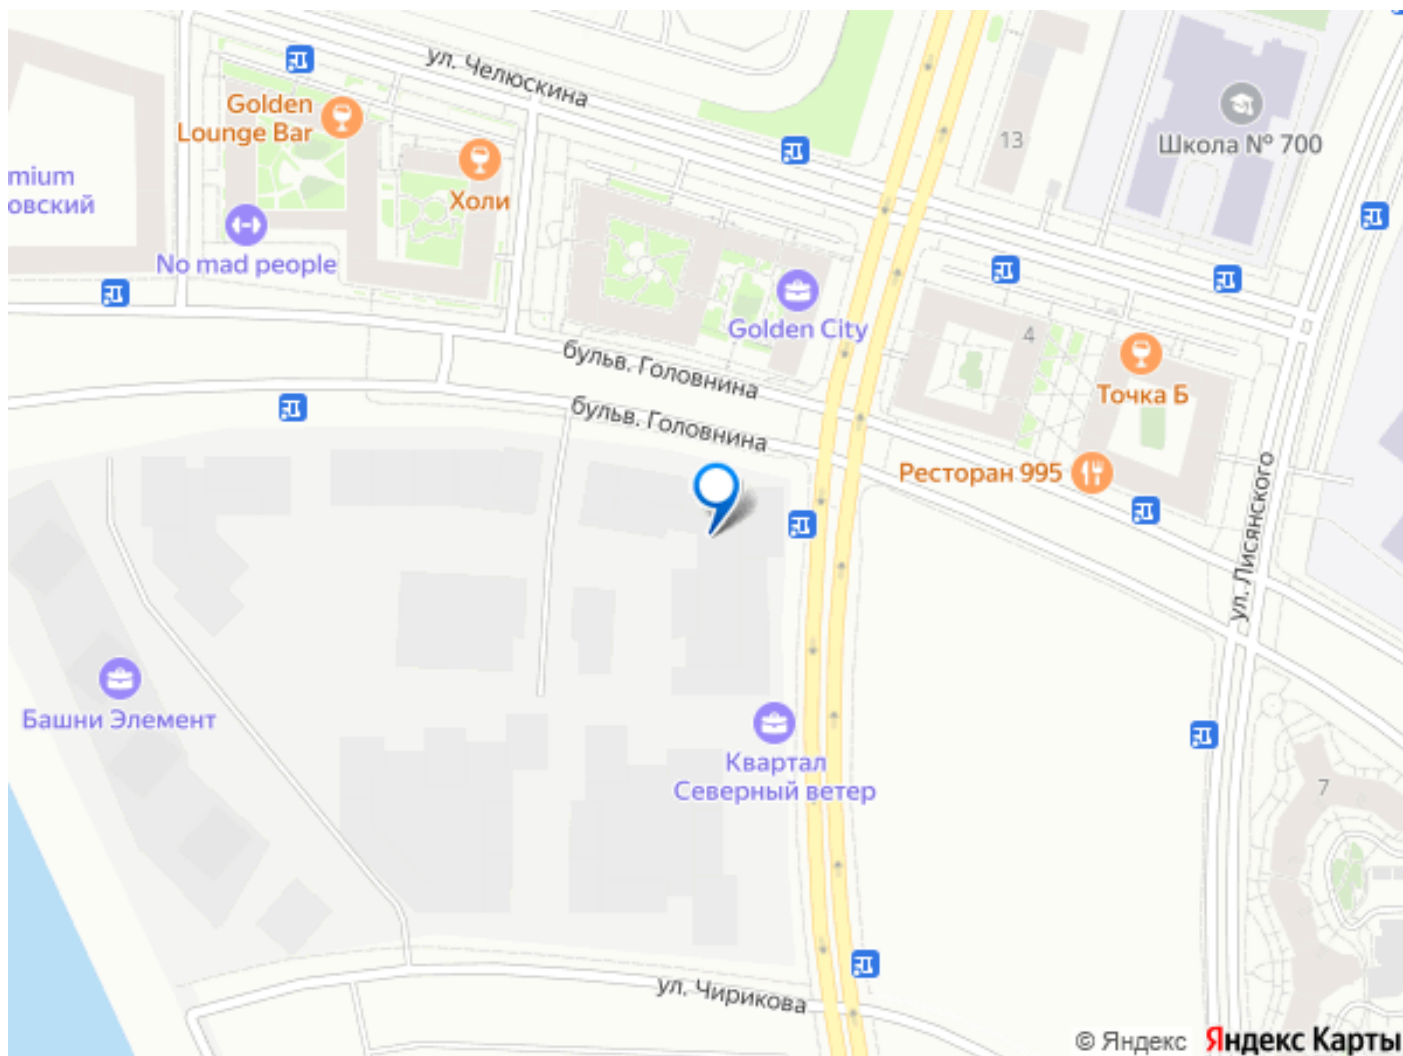 ул. Челюскина
Golden
Lounge Bar
Холи
13
Школа № 700
mium
овский
No mad people
Golden City
4
Точка Б
бульв. Головнина
бульв. Головнина
Ресторан 995
ул. Лисянского
Башни Элемент
Квартал
Северный ветер
7
ул. Чирикова
© Яндекс Яндекс Карты